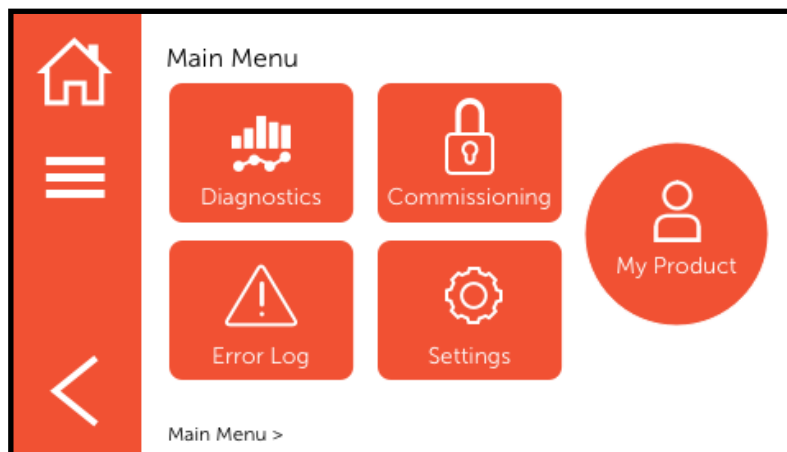 Main Menu
Diagnostics
Commissioning
My Product
Error Log
Settings
Main Menu >